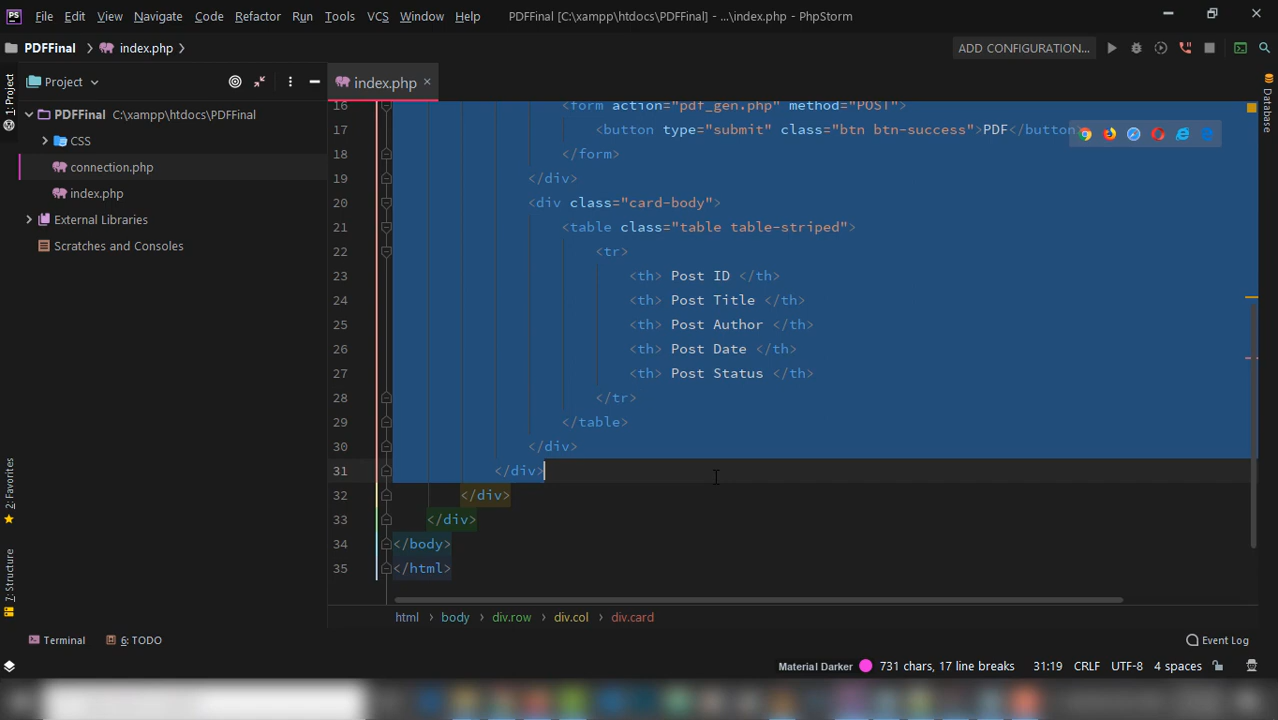 PS File Edit View Navigate Code Refactor Run Tools VCS Window Help PDFFinal [C:\xampp\htdocs\PDFFinal] - ...\index.php - PhpStorm
PDFFinal index.php ADD CONFIGURATION...
1: Project
Project
index.php
PDFFinal C:\xampp\htdocs\PDFFinal
CSS
connection.php
index.php
External Libraries
Scratches and Consoles
16 <form action="pdf_gen.php" method="POST">
17 <button type="submit" class="btn btn-success">PDF</button>
18 </form>
19 </div>
20 <div class="card-body">
21 <table class="table table-striped">
22 <tr>
23 <th> Post ID </th>
24 <th> Post Title </th>
25 <th> Post Author </th>
26 <th> Post Date </th>
27 <th> Post Status </th>
28 </tr>
29 </table>
30 </div>
31 </div>
32 </div>
33 </div>
34 </body>
35 </html>
Database
2: Favorites
7: Structure
html body div.row div.col div.card
Terminal 6: TODO Event Log
Material Darker 731 chars, 17 line breaks 31:19 CRLF UTF-8 4 spaces